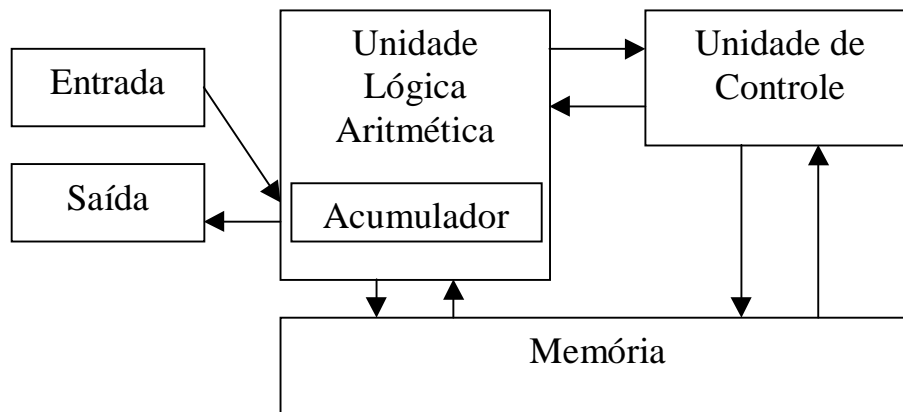 Entrada
Saída
Unidade
Lógica
Aritmética
Acumulador
Unidade de
Controle
Memória